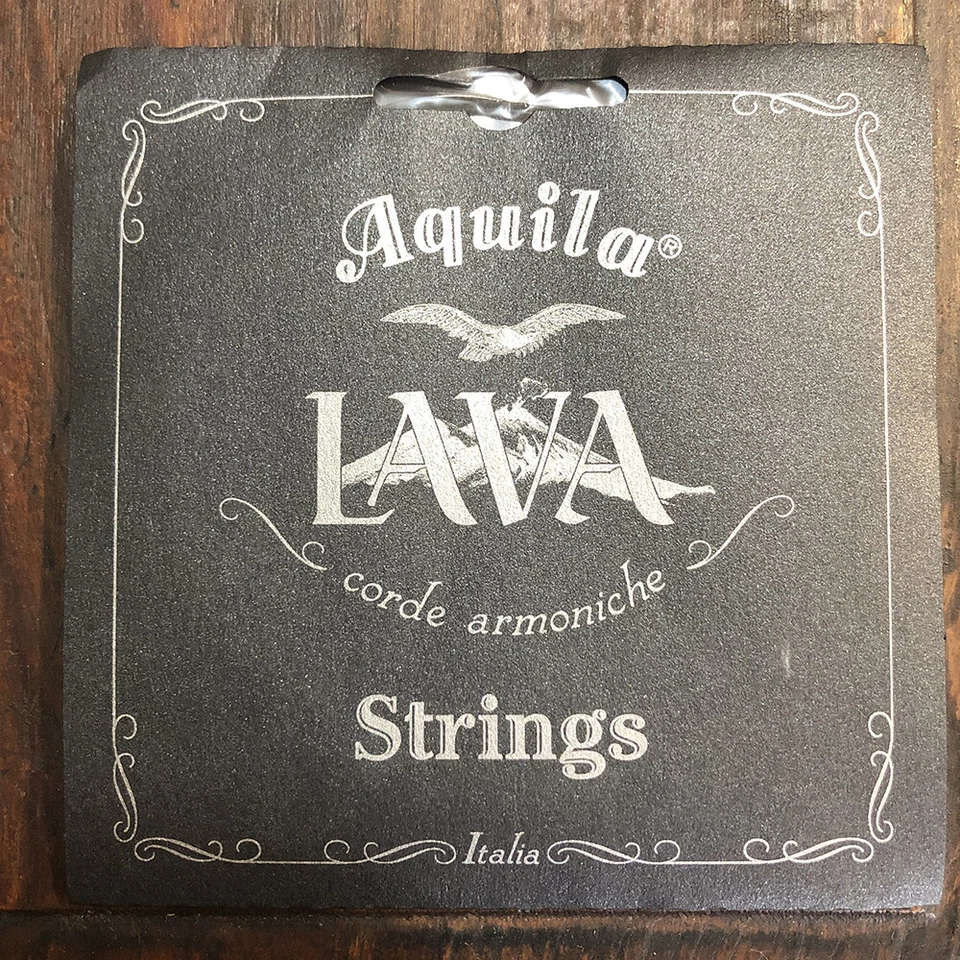 Aquila®
LAVA
corde armoniche
Strings
Italia